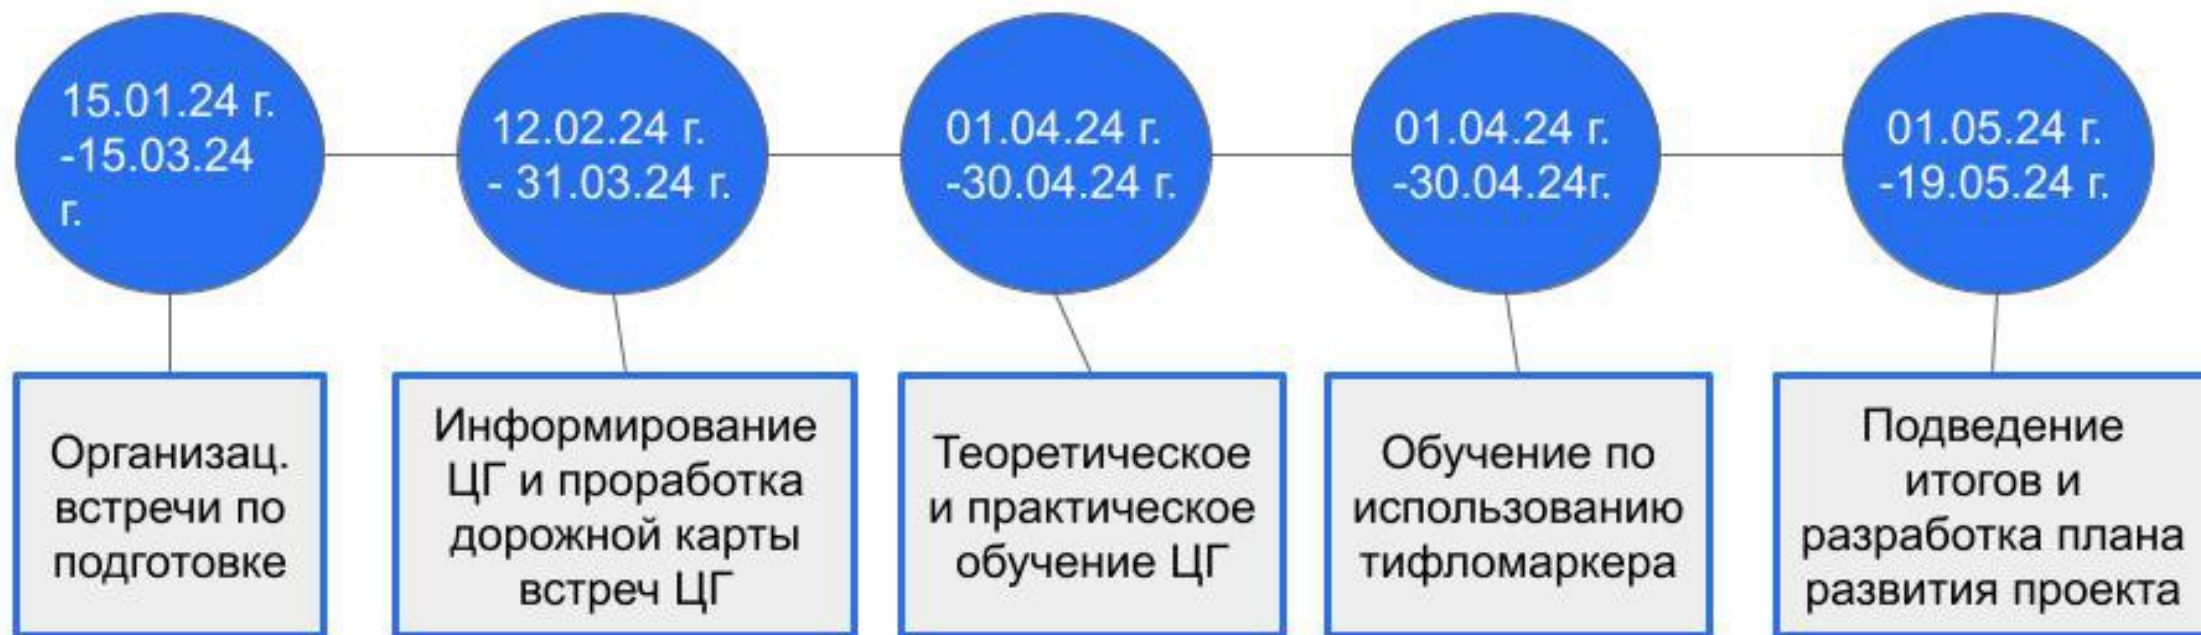 15.01.24 г.
-15.03.24
г.
12.02.24 г.
- 31.03.24 г.
01.04.24 г.
-30.04.24 г.
01.04.24 г.
-30.04.24г.
01.05.24 г.
-19.05.24 г.
Организац.
встречи по
подготовке
Информирование
ЦГ и проработка
дорожной карты
встреч ЦГ
Теоретическое
и практическое
обучение ЦГ
Обучение по
использованию
тифломаркера
Подведение
итогов и
разработка плана
развития проекта